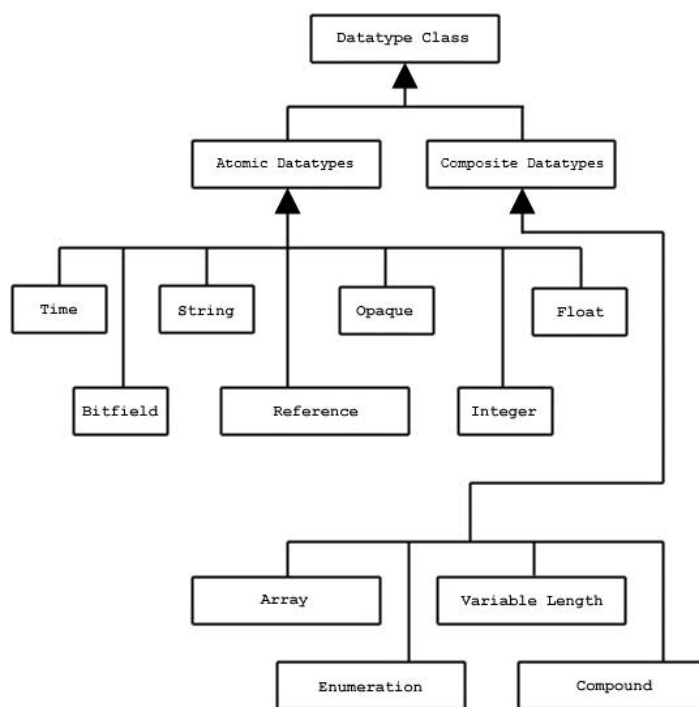 Datatype Class
Atomic Datatypes
Composite Datatypes
Time
String
Opaque
Float
Bitfield
Reference
Integer
Array
Variable Length
Enumeration
Compound